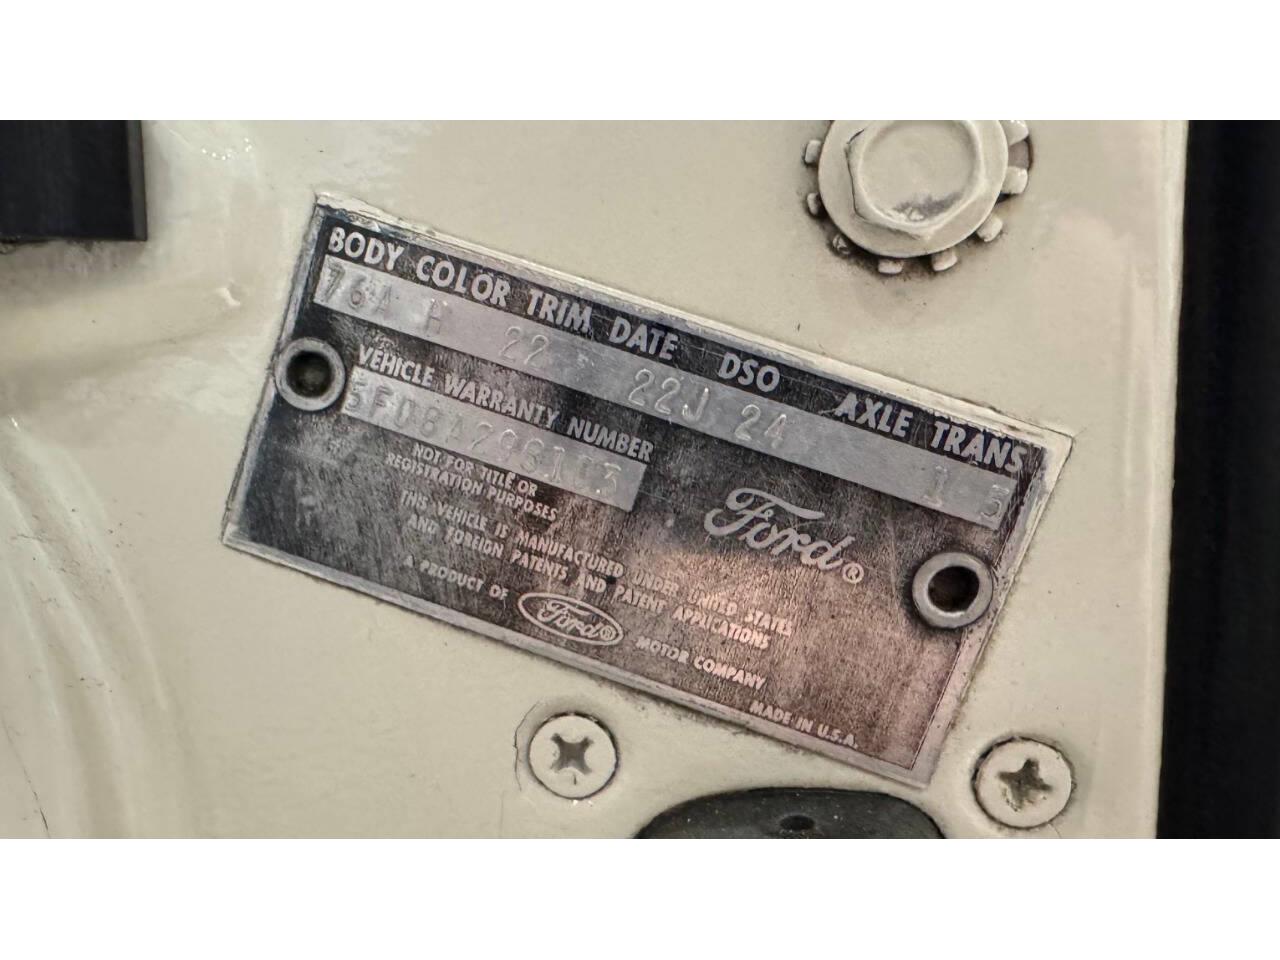 BODY COLOR TRIM DATE DSO AXLE TRANS
76A H 22 22J 24 1 5
VEHICLE WARRANTY NUMBER
NOT FOR TITLE OR
REGISTRATION PURPOSES
Ford®
THIS VEHICLE IS MANUFACTURED UNDER UNITED STATES
AND FOREIGN PATENTS AND PATENT APPLICATIONS
A PRODUCT OF Ford® MOTOR COMPANY
MADE IN U.S.A.